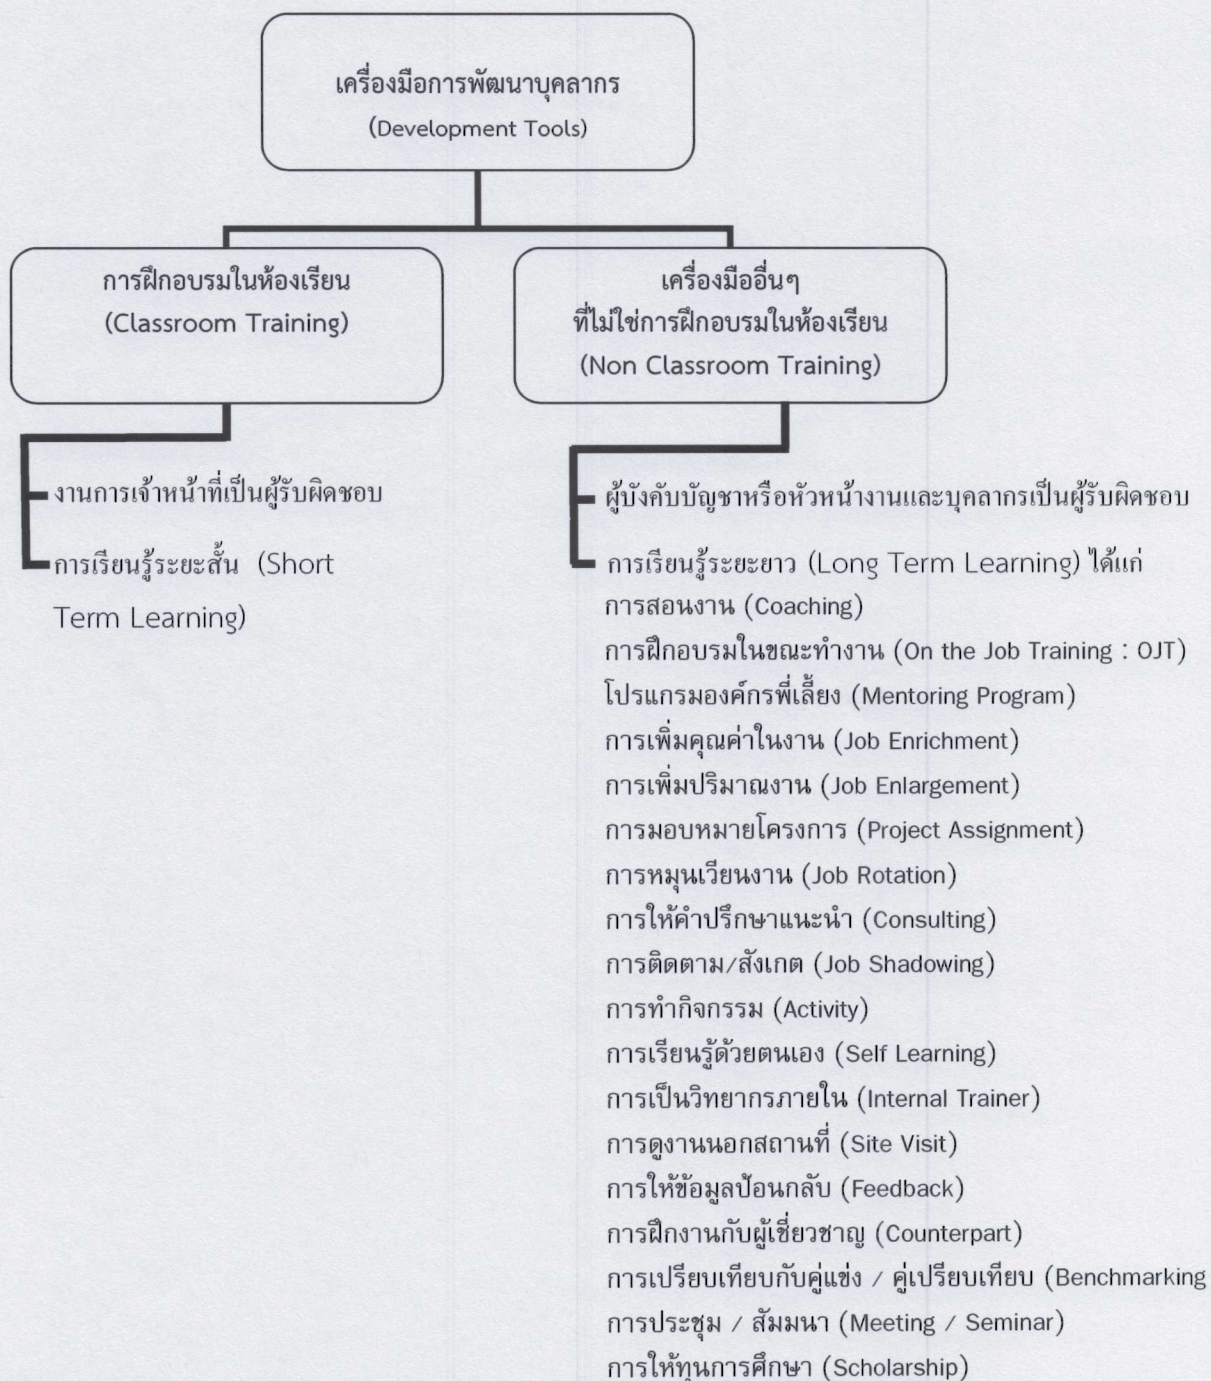 เครื่องมือการพัฒนาบุคลากร
(Development Tools)
การฝึกอบรมในห้องเรียน
(Classroom Training)
งานการเจ้าหน้าที่เป็นผู้รับผิดชอบ
การเรียนรู้ระยะสั้น (Short
Term Learning)
เครื่องมืออื่นๆ
ที่ไม่ใช่การฝึกอบรมในห้องเรียน
(Non Classroom Training)
ผู้บังคับบัญชาหรือหัวหน้างานและบุคลากรเป็นผู้รับผิดชอบ
การเรียนรู้ระยะยาว (Long Term Learning) ได้แก่
การสอนงาน (Coaching)
การฝึกอบรมในขณะทำงาน (On the Job Training : OJT)
โปรแกรมองค์กรพี่เลี้ยง (Mentoring Program)
การเพิ่มคุณค่าในงาน (Job Enrichment)
การเพิ่มปริมาณงาน (Job Enlargement)
การมอบหมายโครงการ (Project Assignment)
การหมุนเวียนงาน (Job Rotation)
การให้คำปรึกษาแนะนำ (Consulting)
การติดตาม/สังเกต (Job Shadowing)
การทำกิจกรรม (Activity)
การเรียนรู้ด้วยตนเอง (Self Learning)
การเป็นวิทยากรภายใน (Internal Trainer)
การดูงานนอกสถานที่ (Site Visit)
การให้ข้อมูลป้อนกลับ (Feedback)
การฝึกงานกับผู้เชี่ยวชาญ (Counterpart)
การเปรียบเทียบกับคู่แข่ง / คู่เปรียบเทียบ (Benchmarking
การประชุม / สัมมนา (Meeting / Seminar)
การให้ทุนการศึกษา (Scholarship)